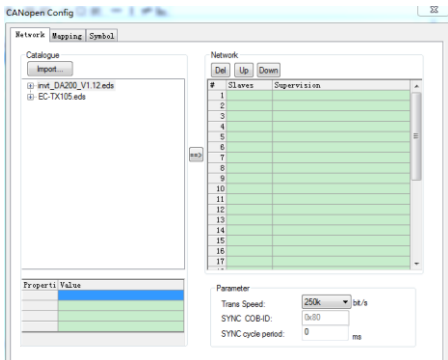 CANopen Config
Network Mapping Symbol
Catalogue
Import...
invt_DA200_V1.12.eds
EC-TX105.eds
==>
Network
Del Up Down
# Slaves Supervision
1
2
3
4
5
6
7
8
9
10
11
12
13
14
15
16
17
Properti Value
Parameter
Trans Speed: 250k bit/s
SYNC COB-ID: 0x80
SYNC cycle period: 0 ms